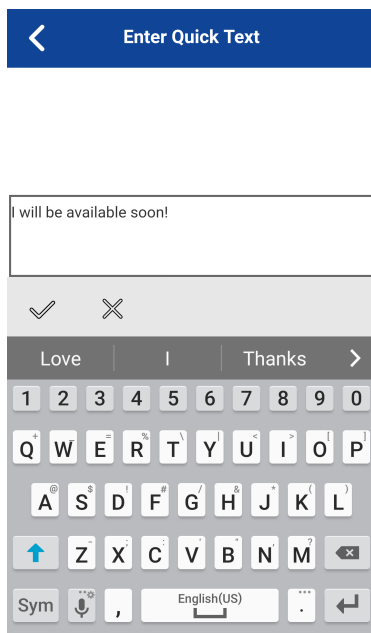 Enter Quick Text
I will be available soon!
Love I Thanks
1 2 3 4 5 6 7 8 9 0
+ - = % \ | < > [ ]
Q W E R T Y U I O P
@ $ ! # / & * ( )
A S D F G H J K L
Z X C V B N M ?
Sym , English(US) .